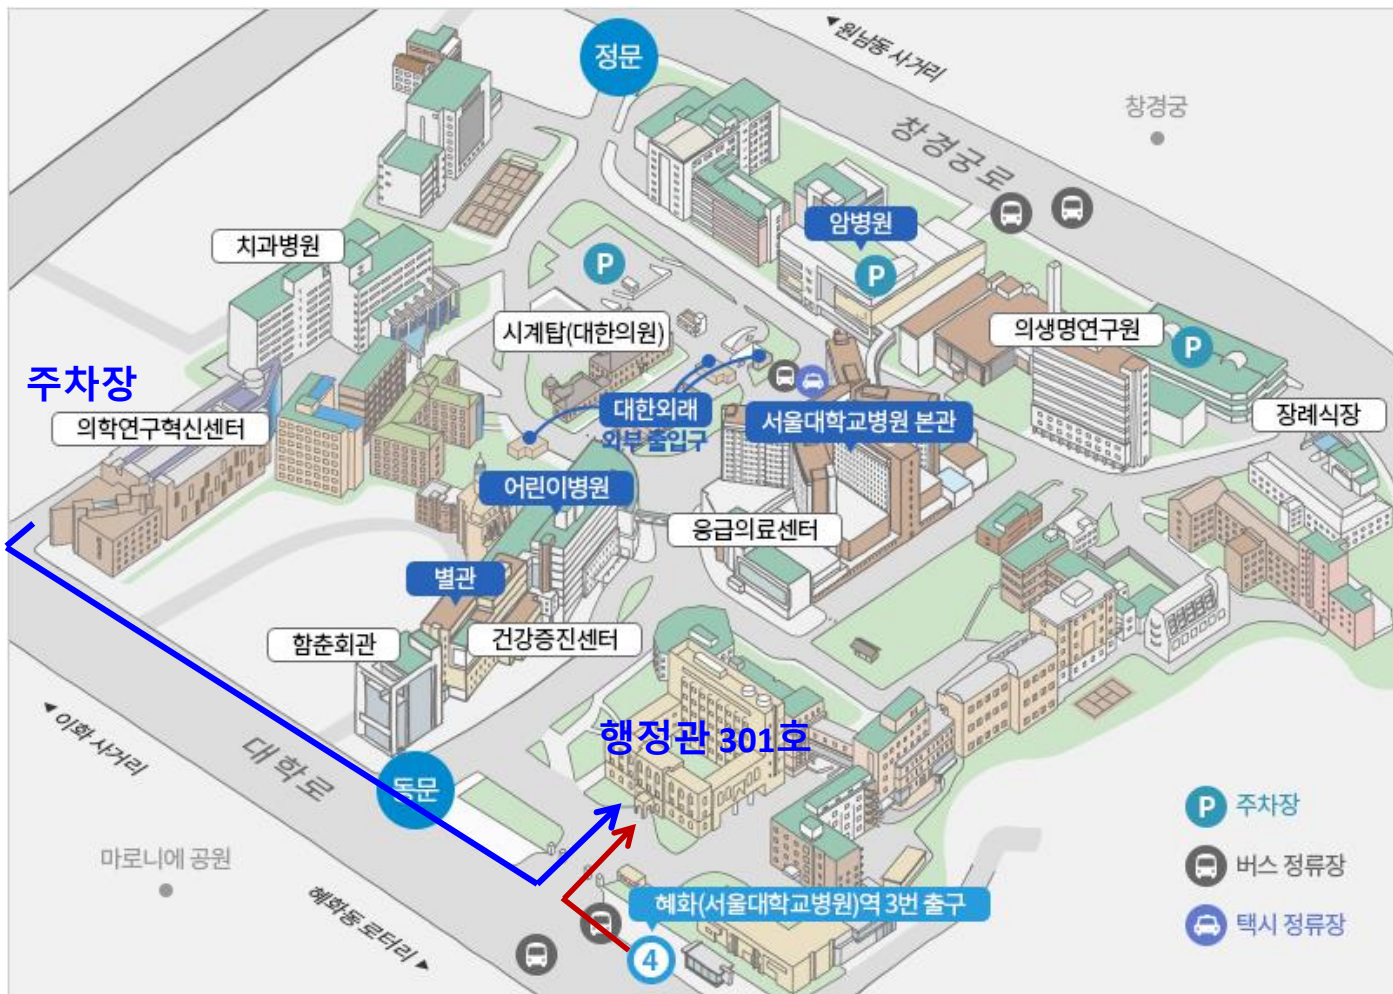 정문
◀ 원남동 사거리
창경궁
창경궁로
암병원
P
치과병원
P
시계탑(대한의원)
의생명연구원
P
주차장
대한외래
외부 출입구
서울대학교병원 본관
장례식장
의학연구혁신센터
어린이병원
응급의료센터
별관
함춘회관
건강증진센터
행정관 301호
◀ 이화 사거리
대학로
동문
P 주차장
마로니에 공원
버스 정류장
혜화동 로터리 ▶
혜화(서울대학교병원)역 3번 출구
택시 정류장
4